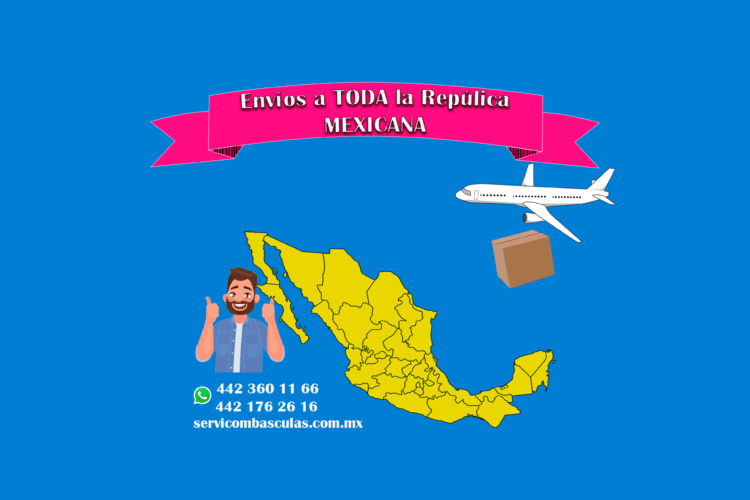 Envios a TODA la Repúlica
MEXICANA
442 360 11 66
442 176 26 16
servicombasculas.com.mx